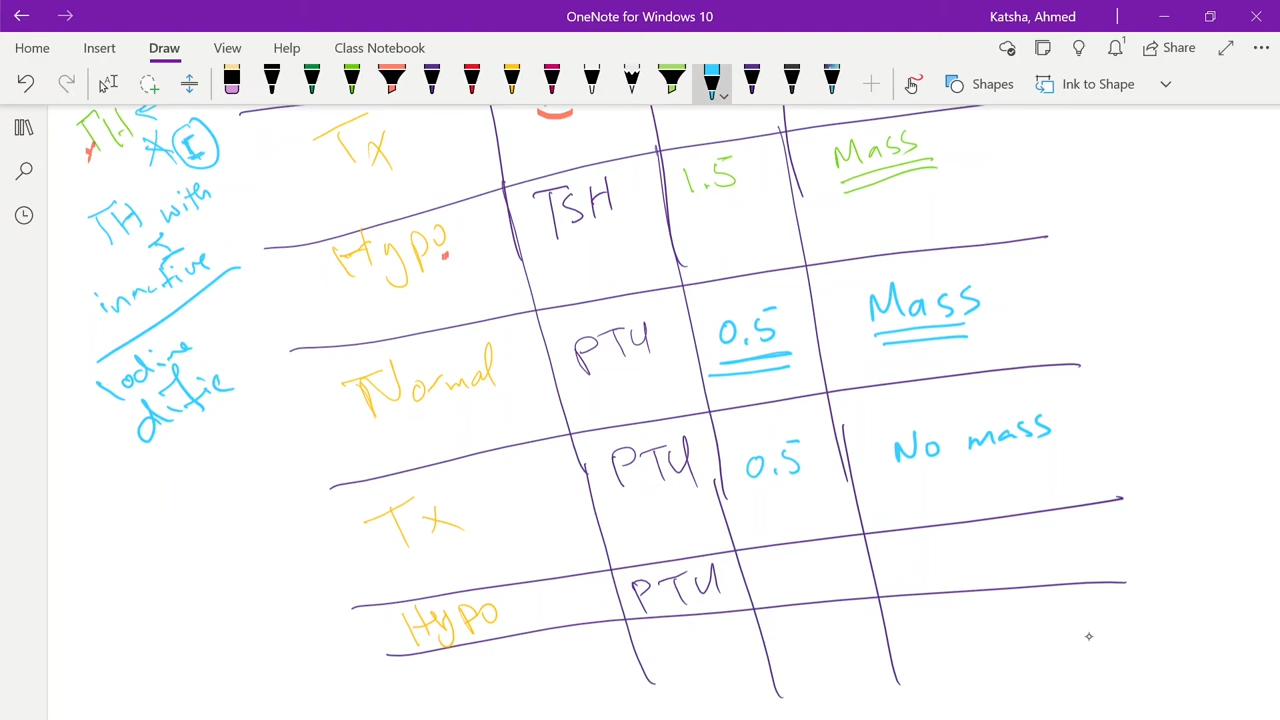 OneNote for Windows 10
Katsha, Ahmed
Home Insert Draw View Help Class Notebook
1 Share
Shapes Ink to Shape
TH X I
Tx
Mass
TH with
Hypo TSH 1.5
Normal PTU 0.5 Mass
Iodine
Tx PTU 0.5 No mass
Hypo PTU